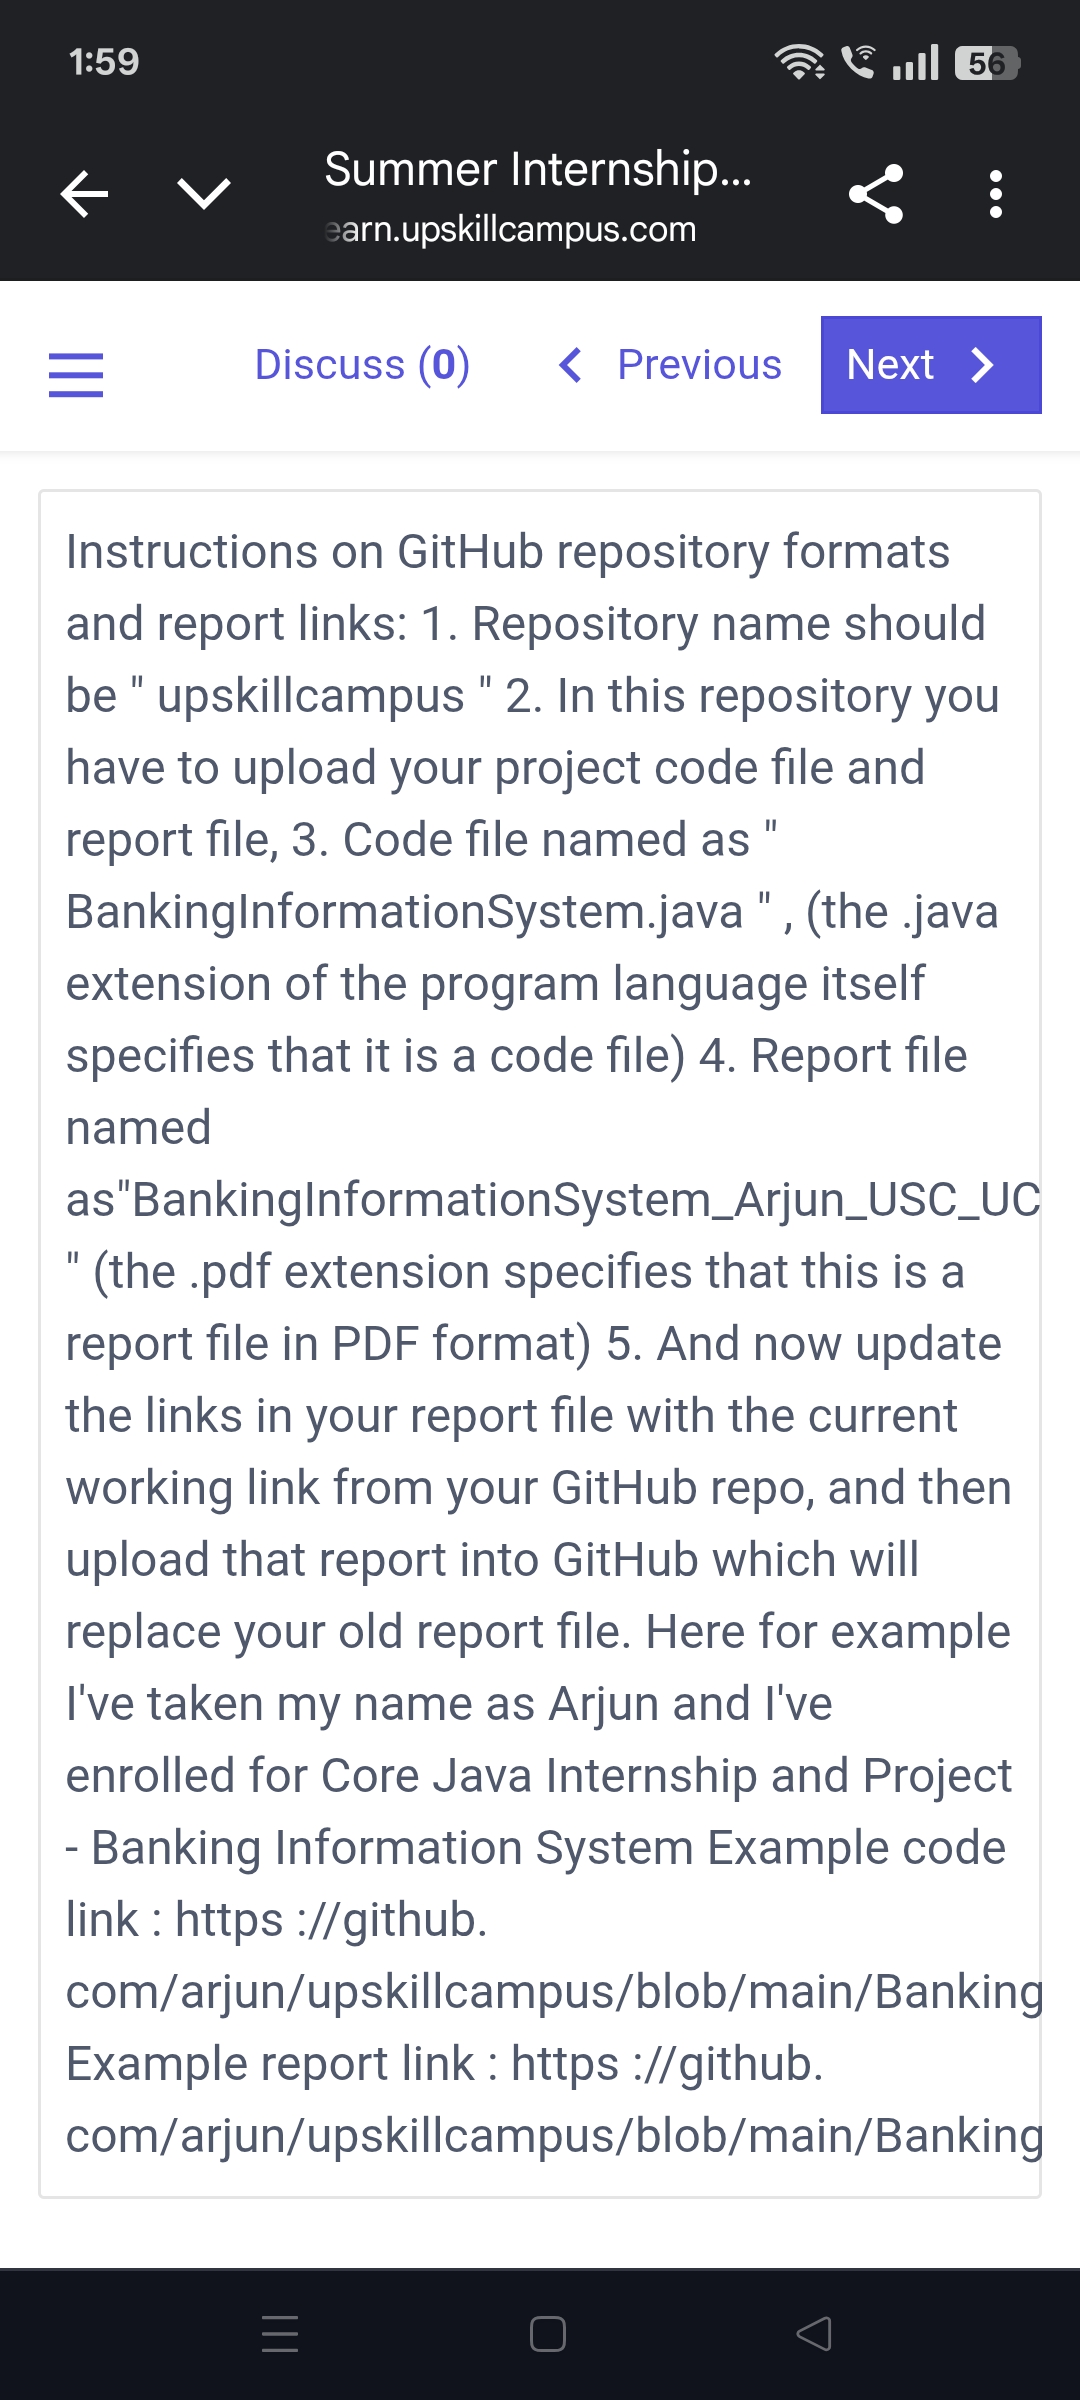 1:59
56
Summer Internship...
earn.upskillcampus.com
Discuss (0)
Previous
Next
Instructions on GitHub repository formats
and report links: 1. Repository name should
be " upskillcampus " 2. In this repository you
have to upload your project code file and
report file, 3. Code file named as "
BankingInformationSystem.java " , (the .java
extension of the program language itself
specifies that it is a code file) 4. Report file
named
as"BankingInformationSystem_Arjun_USC_UC
" (the .pdf extension specifies that this is a
report file in PDF format) 5. And now update
the links in your report file with the current
working link from your GitHub repo, and then
upload that report into GitHub which will
replace your old report file. Here for example
I've taken my name as Arjun and I've
enrolled for Core Java Internship and Project
- Banking Information System Example code
link : https ://github.
com/arjun/upskillcampus/blob/main/Banking
Example report link : https ://github.
com/arjun/upskillcampus/blob/main/Banking